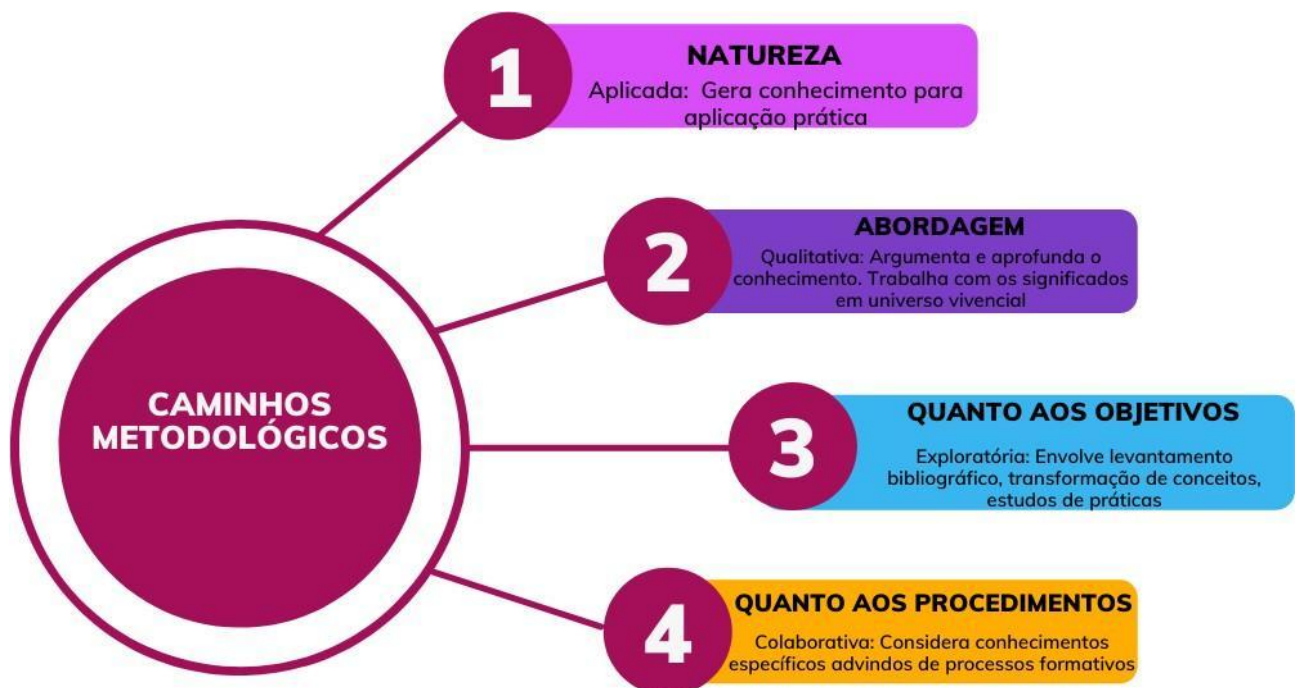 CAMINHOS
METODOLÓGICOS
1
NATUREZA
Aplicada: Gera conhecimento para
aplicação prática
2
ABORDAGEM
Qualitativa: Argumenta e aprofunda o
conhecimento. Trabalha com os significados
em universo vivencial
3
QUANTO AOS OBJETIVOS
Exploratória: Envolve levantamento
bibliográfico, transformação de conceitos,
estudos de práticas
4
QUANTO AOS PROCEDIMENTOS
Colaborativa: Considera conhecimentos
específicos advindos de processos formativos